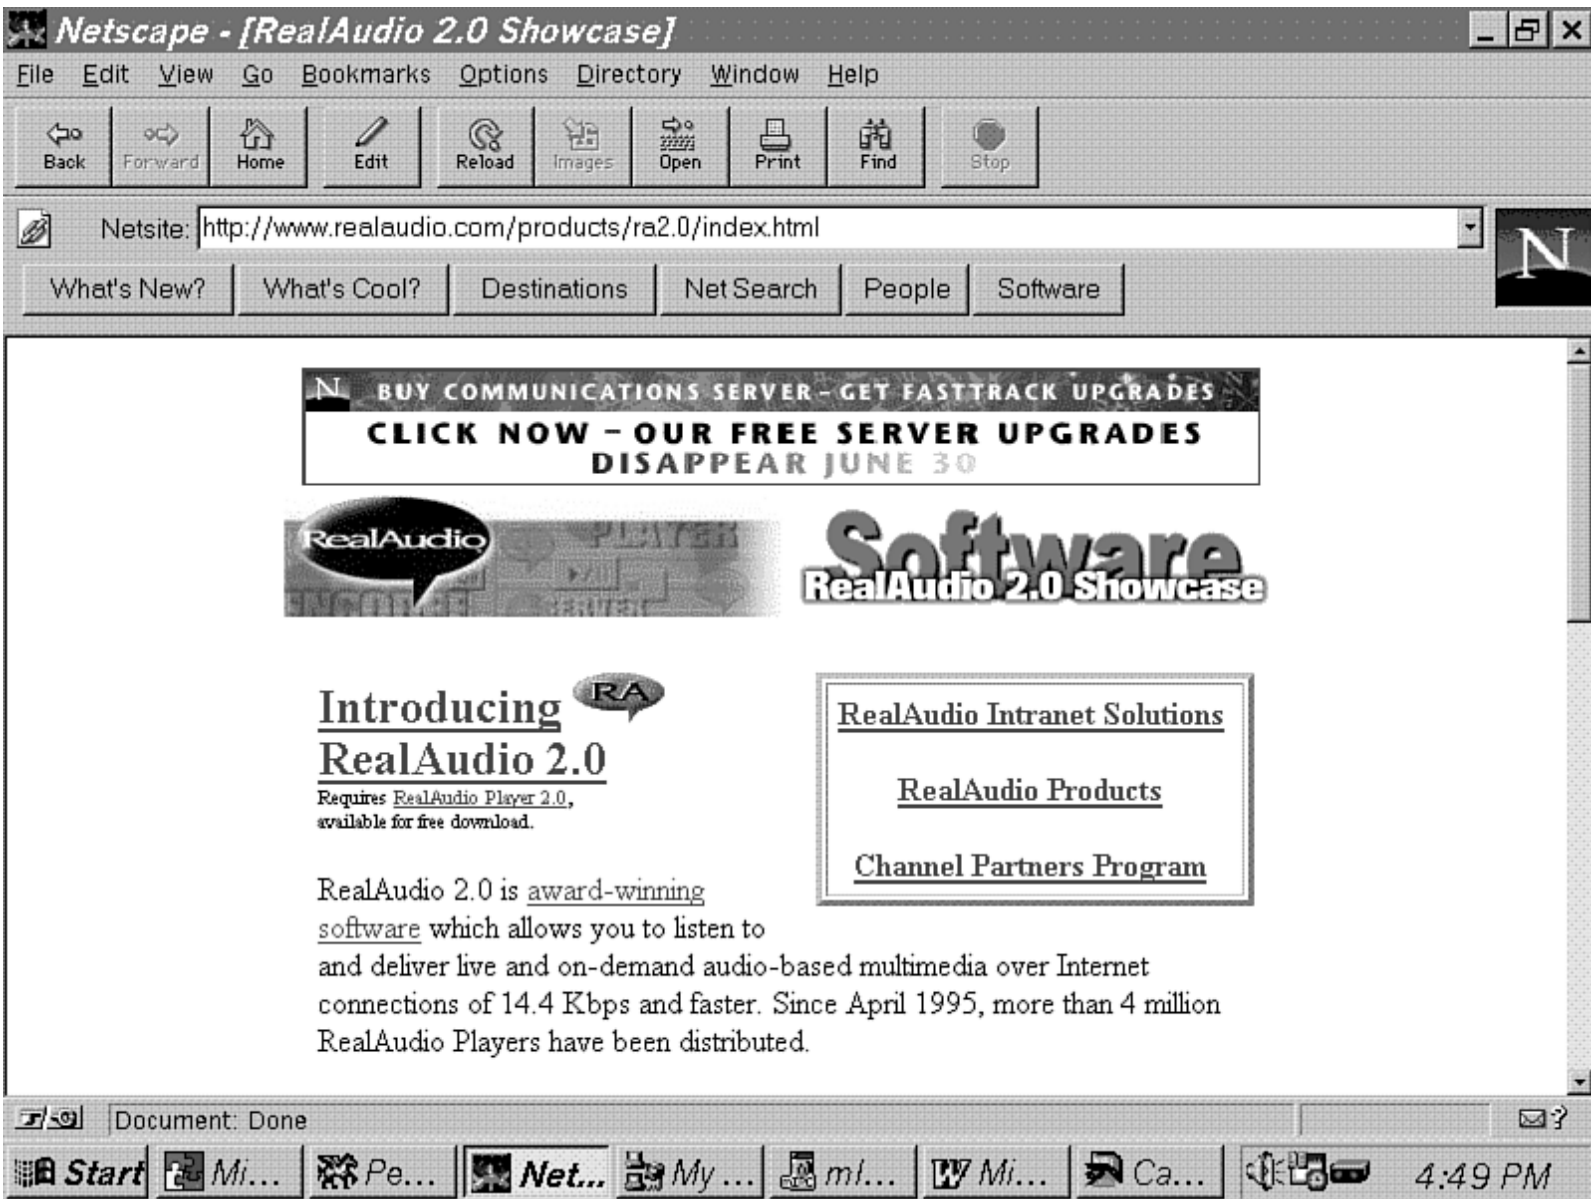 Netscape - [RealAudio 2.0 Showcase]
File Edit View Go Bookmarks Options Directory Window Help
Back Forward Home Edit Reload Images Open Print Find Stop
Netsite: http://www.realaudio.com/products/ra2.0/index.html
N
What's New? What's Cool? Destinations Net Search People Software
N BUY COMMUNICATIONS SERVER - GET FASTTRACK UPGRADES
CLICK NOW - OUR FREE SERVER UPGRADES
DISAPPEAR JUNE 30
RealAudio PLAYER
ENCODER SERVER
Software
RealAudio 2.0 Showcase
Introducing RA
RealAudio 2.0
Requires RealAudio Player 2.0,
available for free download.
RealAudio Intranet Solutions
RealAudio Products
Channel Partners Program
RealAudio 2.0 is award-winning
software which allows you to listen to
and deliver live and on-demand audio-based multimedia over Internet
connections of 14.4 Kbps and faster. Since April 1995, more than 4 million
RealAudio Players have been distributed.
Document: Done ?
Start Mi... Pe... Net... My ... ml... Mi... Ca... 4:49 PM